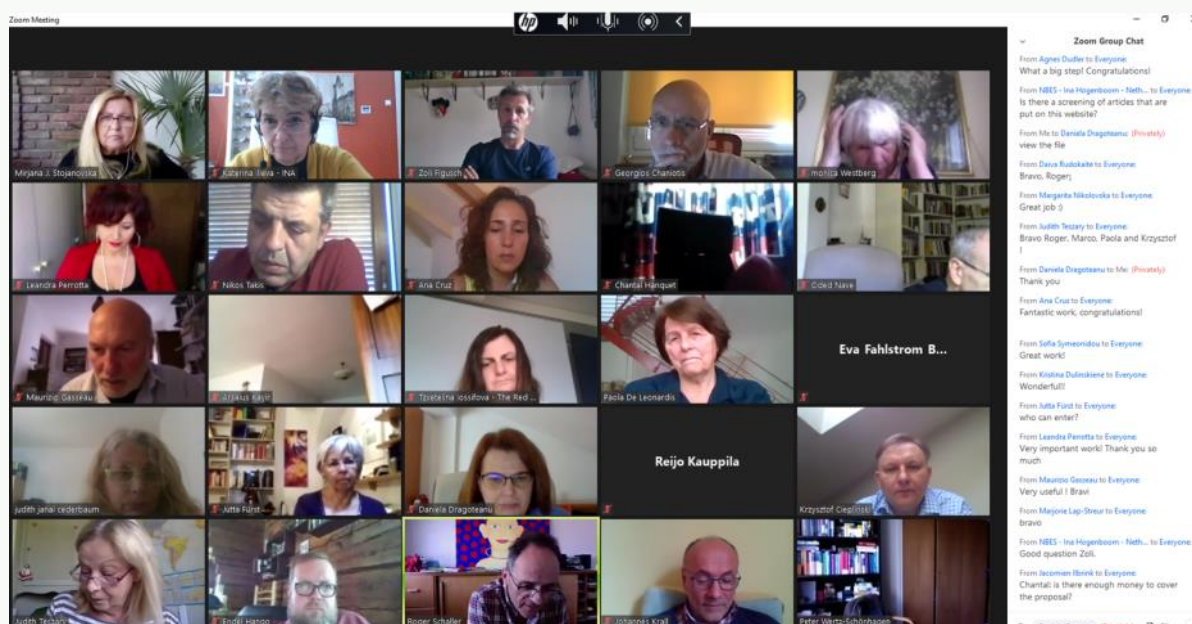 Zoom Meeting
hp
Zoom Group Chat
Mirjana J. Stojanovska
Katerina Ilieva - INA
Zoli Figusch
Georgios Chaniotis
monica Westberg
Leandra Perrotta
Nikos Takis
Ana Cruz
Chantal Hanquet
Oded Nave
Maurizio Gasseau
Arşaluis Kayır
Tzvetelina Iossifova - The Red ...
Paola De Leonardis
Eva Fahlstrom B...
judith janai cederbaum
Jutta Fürst
Daniela Dragoteanu
Reijo Kauppila
Krzysztof Ciepliński
Judith Teszary
Endel Hango
Roger Schaller
Johannes Krall
Peter Wertz-Schönhagen
From Agnes Dudler to Everyone:
What a big step! Congratulations!
From NBES - Ina Hogenboom - Neth... to Everyone:
Is there a screening of articles that are
put on this website?
From Me to Daniela Dragoteanu: (Privately)
view the file
From Daiva Rudokaite to Everyone:
Bravo, Roger;
From Margarita Nikolovska to Everyone:
Great job :)
From Judith Teszary to Everyone:
Bravo Roger, Marco, Paola and Krzysztof
!
From Daniela Dragoteanu to Me: (Privately)
Thank you
From Ana Cruz to Everyone:
Fantastic work, congratulations!
From Sofia Symeonidou to Everyone:
Great work!
From Kristina Dulinskiene to Everyone:
Wonderful!!
From Jutta Fürst to Everyone:
who can enter?
From Leandra Perrotta to Everyone:
Very important work! Thank you so
much
From Maurizio Gasseau to Everyone:
Very useful ! Bravi
From Marjorie Lap-Streur to Everyone:
bravo
From NBES - Ina Hogenboom - Neth... to Everyone:
Good question Zoli.
From Jacomien Ilbrink to Everyone:
Chantal: is there enough money to cover
the proposal?